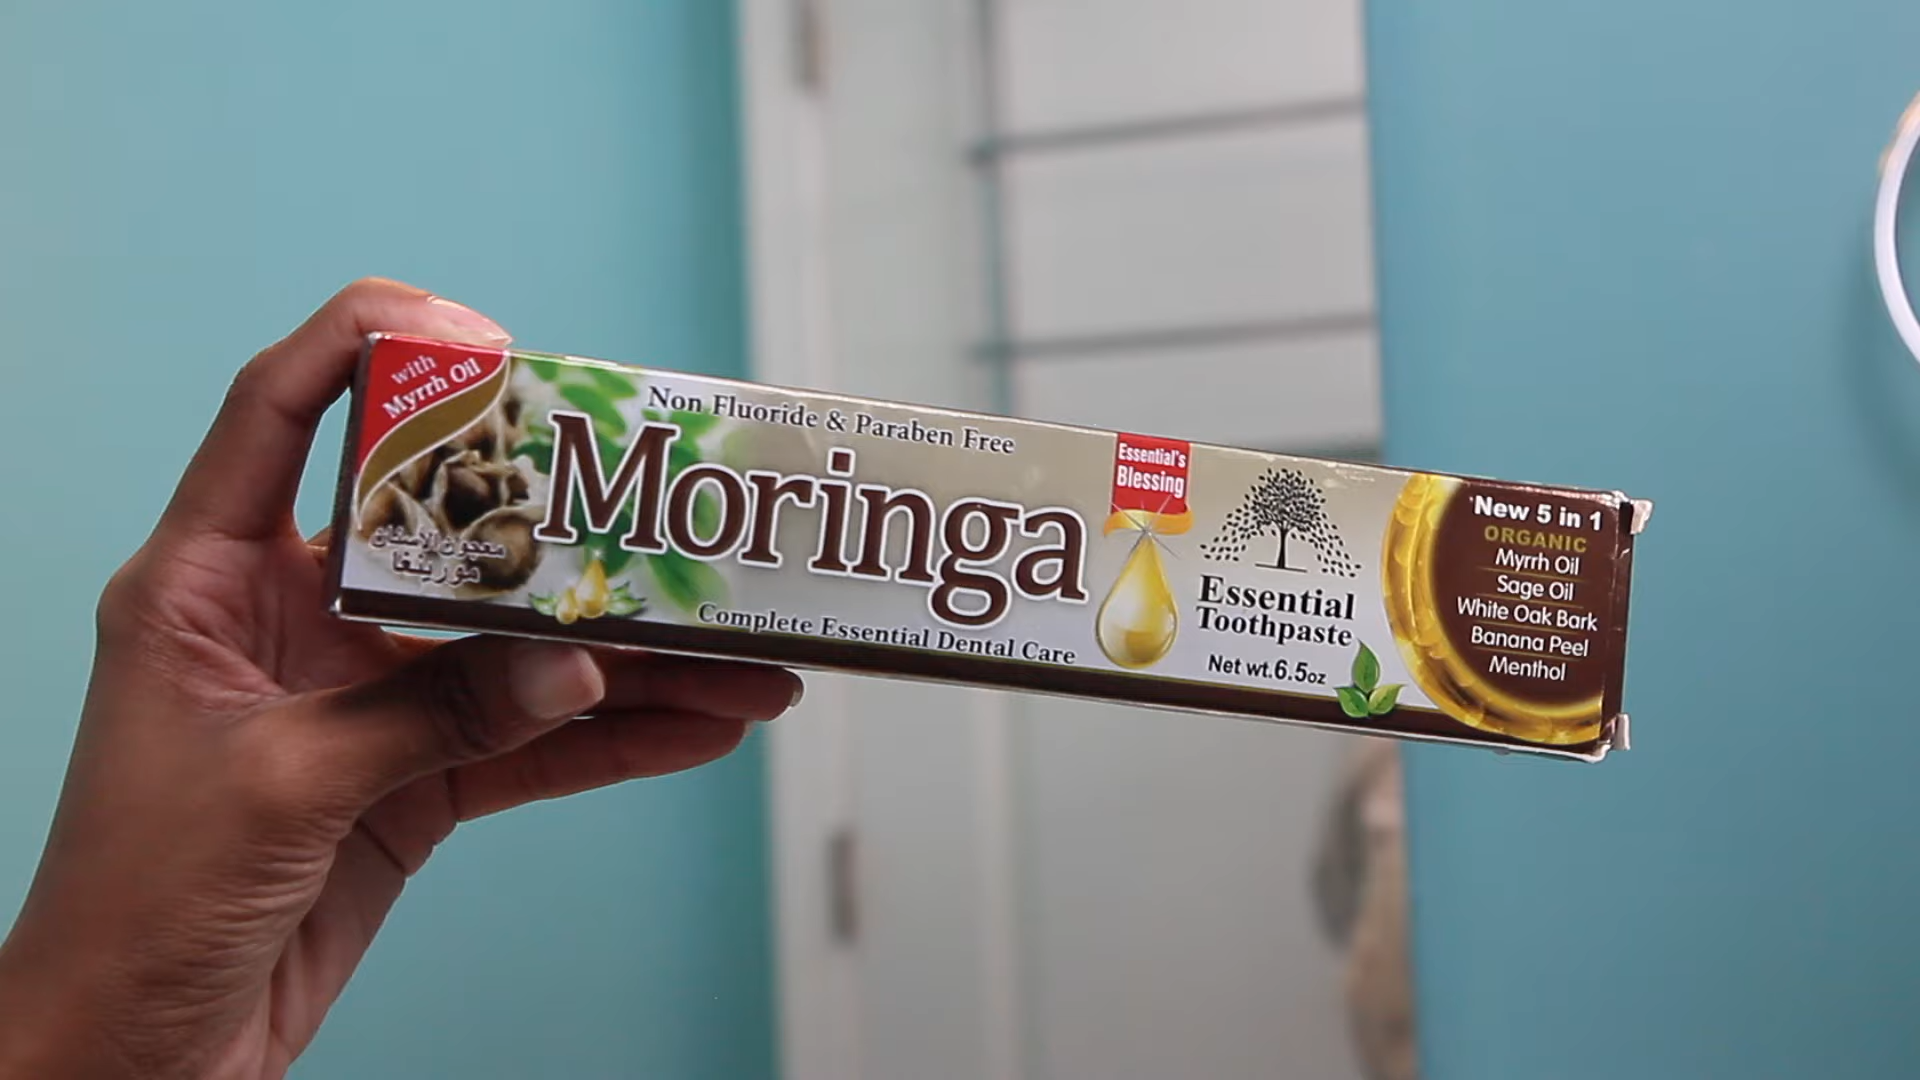 with
Myrrh Oil
معجون الأسنان
مورينغا
Non Fluoride & Paraben Free
Moringa
Complete Essential Dental Care
Essential's
Blessing
Essential
Toothpaste
Net wt.6.5oz
New 5 in 1
ORGANIC
Myrrh Oil
Sage Oil
White Oak Bark
Banana Peel
Menthol